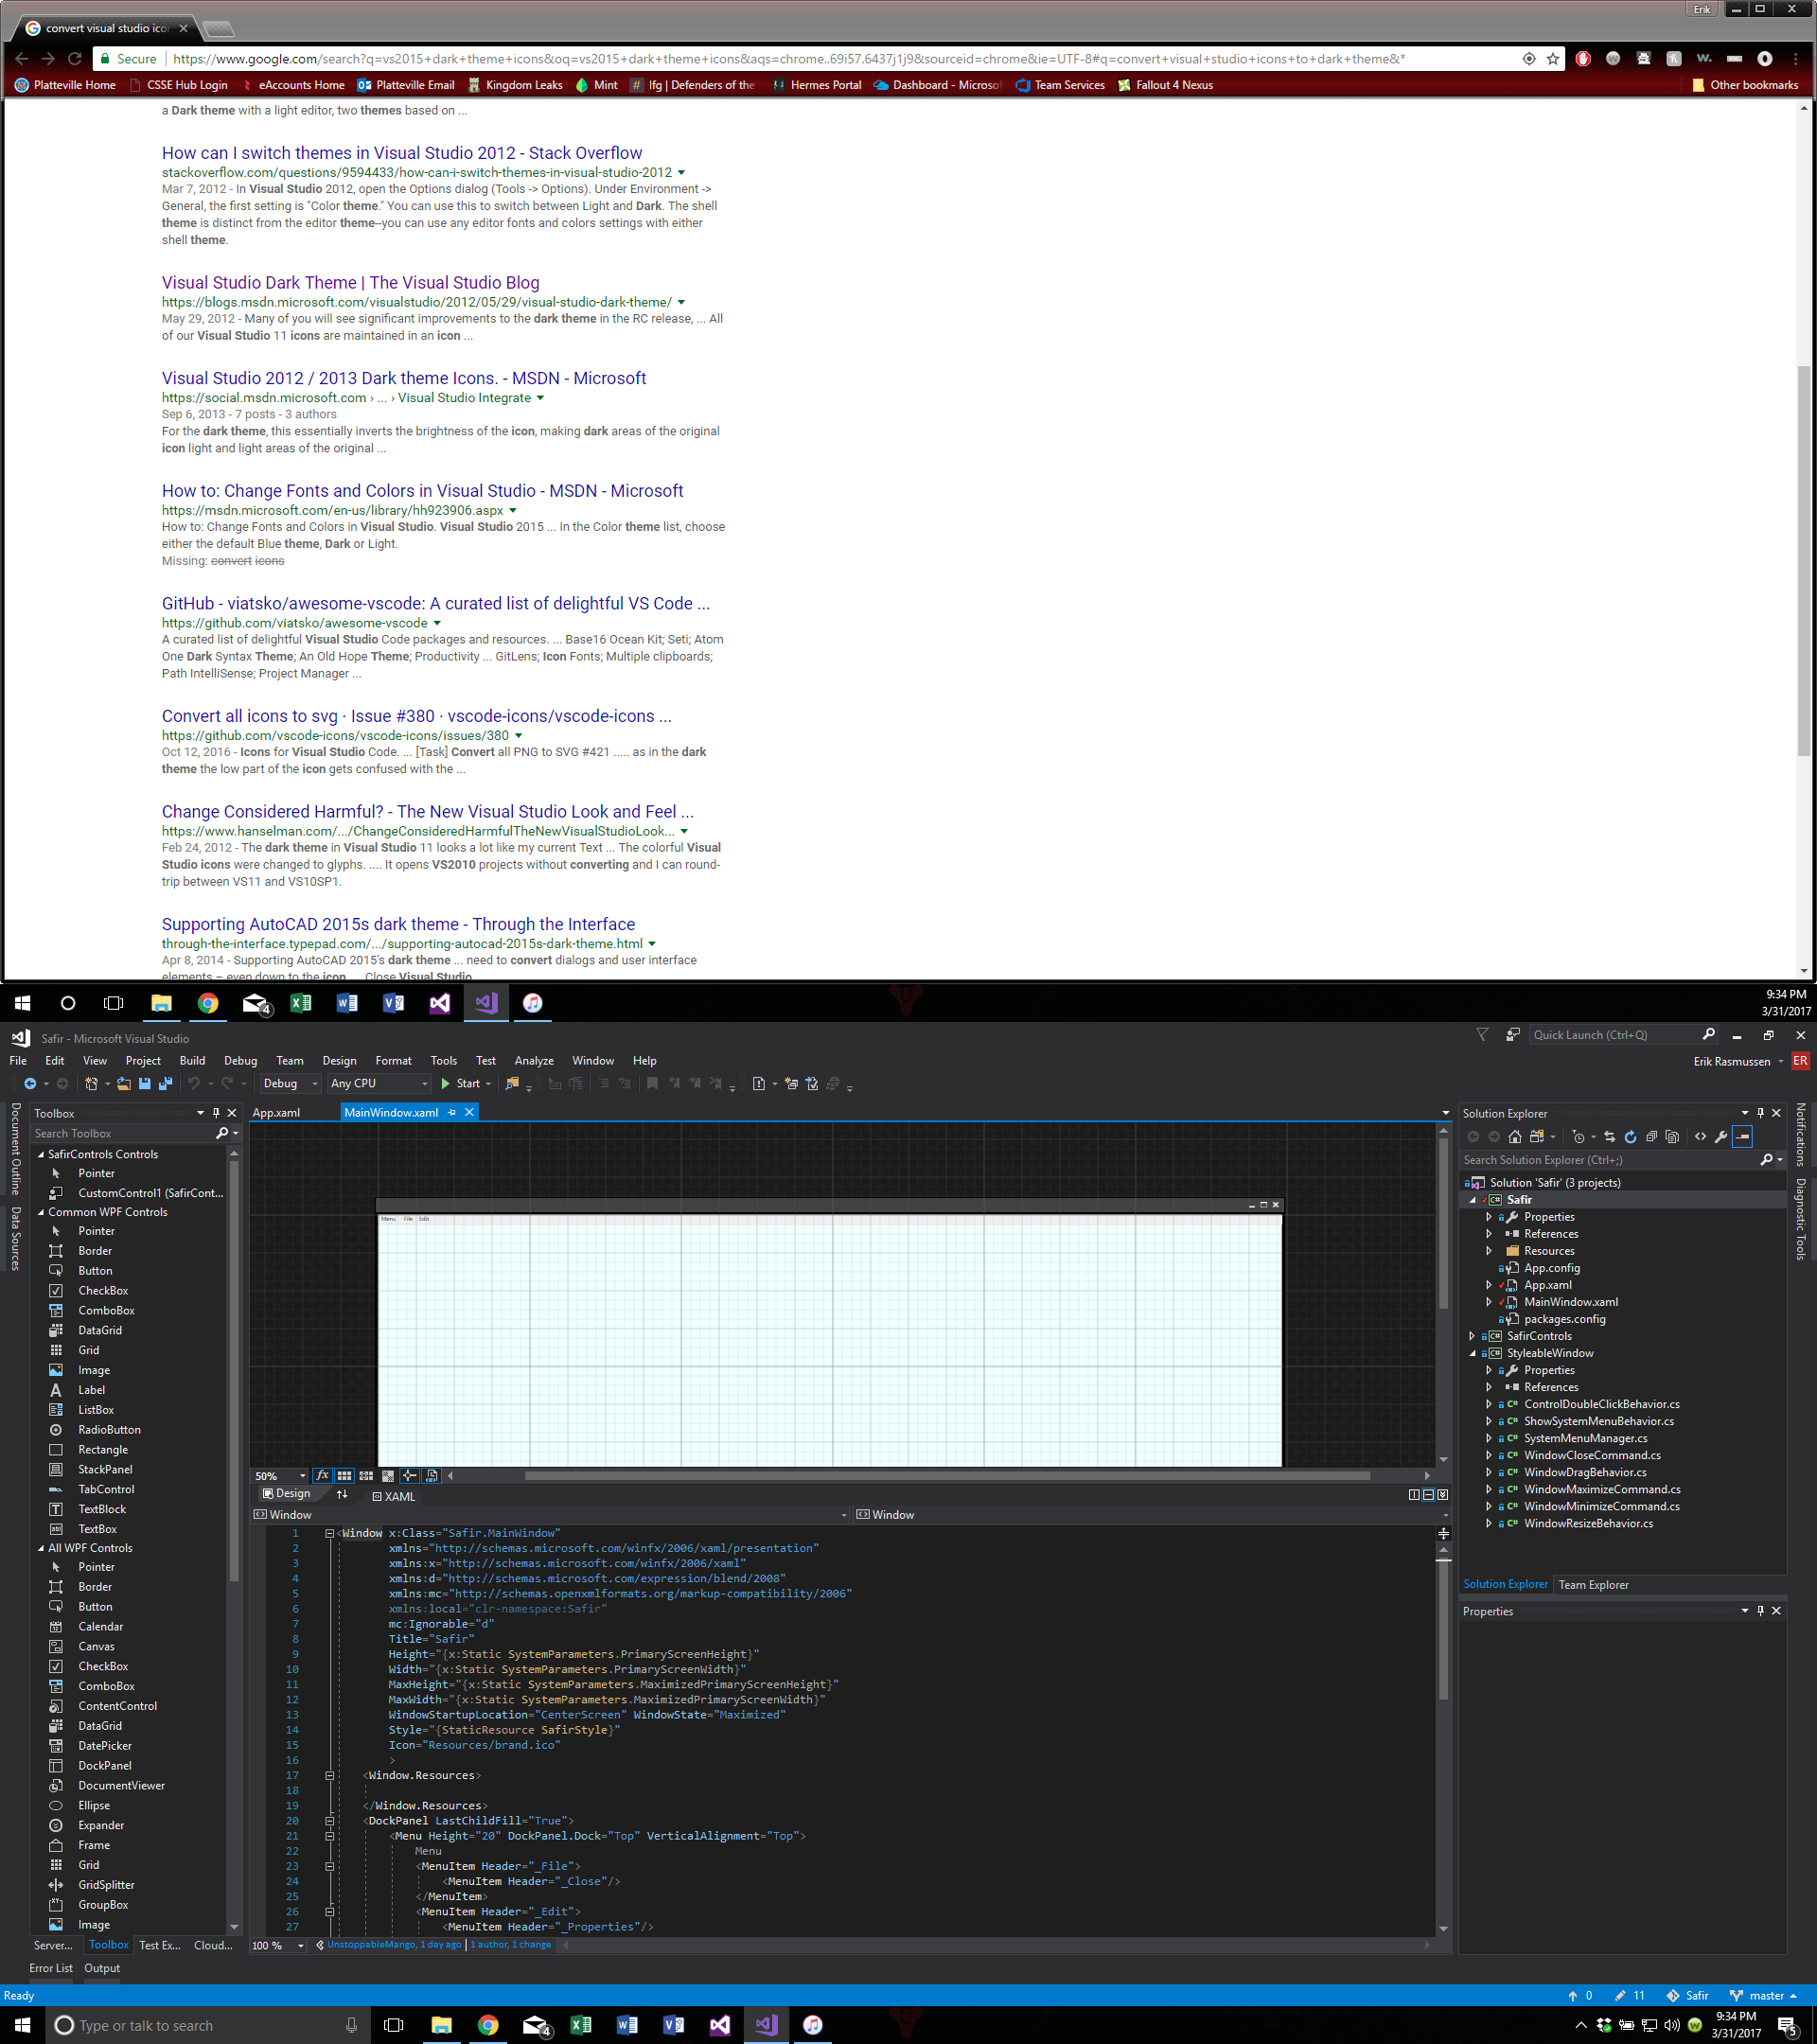 Erik
convert visual studio ico
Secure
https://www.google.com/search?q=vs2015+dark+theme+icons&oq=vs2015+dark+theme+icons&aqs=chrome..69i57.6437j1j9&sourceid=chrome&ie=UTF-8#q=convert+visual+studio+icons+to+dark+theme&*
Platteville Home CSSE Hub Login eAccounts Home Platteville Email Kingdom Leaks Mint lfg | Defenders of the Hermes Portal Dashboard - Microsof Team Services Fallout 4 Nexus Other bookmarks
a Dark theme with a light editor, two themes based on ...
How can I switch themes in Visual Studio 2012 - Stack Overflow
stackoverflow.com/questions/9594433/how-can-i-switch-themes-in-visual-studio-2012
Mar 7, 2012 - In Visual Studio 2012, open the Options dialog (Tools -> Options). Under Environment ->
General, the first setting is "Color theme." You can use this to switch between Light and Dark. The shell
theme is distinct from the editor theme--you can use any editor fonts and colors settings with either
shell theme.
Visual Studio Dark Theme | The Visual Studio Blog
https://blogs.msdn.microsoft.com/visualstudio/2012/05/29/visual-studio-dark-theme/
May 29, 2012 - Many of you will see significant improvements to the dark theme in the RC release, ... All
of our Visual Studio 11 icons are maintained in an icon ...
Visual Studio 2012 / 2013 Dark theme Icons. - MSDN - Microsoft
https://social.msdn.microsoft.com › ... › Visual Studio Integrate
Sep 6, 2013 - 7 posts - 3 authors
For the dark theme, this essentially inverts the brightness of the icon, making dark areas of the original
icon light and light areas of the original ...
How to: Change Fonts and Colors in Visual Studio - MSDN - Microsoft
https://msdn.microsoft.com/en-us/library/hh923906.aspx
How to: Change Fonts and Colors in Visual Studio. Visual Studio 2015 ... In the Color theme list, choose
either the default Blue theme, Dark or Light.
Missing: convert icons
GitHub - viatsko/awesome-vscode: A curated list of delightful VS Code ...
https://github.com/viatsko/awesome-vscode
A curated list of delightful Visual Studio Code packages and resources. ... Base16 Ocean Kit; Seti; Atom
One Dark Syntax Theme; An Old Hope Theme; Productivity ... GitLens; Icon Fonts; Multiple clipboards;
Path IntelliSense; Project Manager ...
Convert all icons to svg · Issue #380 · vscode-icons/vscode-icons ...
https://github.com/vscode-icons/vscode-icons/issues/380
Oct 12, 2016 - Icons for Visual Studio Code. ... [Task] Convert all PNG to SVG #421 ..... as in the dark
theme the low part of the icon gets confused with the ...
Change Considered Harmful? - The New Visual Studio Look and Feel ...
https://www.hanselman.com/.../ChangeConsideredHarmfulTheNewVisualStudioLook...
Feb 24, 2012 - The dark theme in Visual Studio 11 looks a lot like my current Text ... The colorful Visual
Studio icons were changed to glyphs. .... It opens VS2010 projects without converting and I can round-
trip between VS11 and VS10SP1.
Supporting AutoCAD 2015s dark theme - Through the Interface
through-the-interface.typepad.com/.../supporting-autocad-2015s-dark-theme.html
Apr 8, 2014 - Supporting AutoCAD 2015's dark theme ... need to convert dialogs and user interface
elements – even down to the icon ... Close Visual Studio
4
9:34 PM
3/31/2017
Safir - Microsoft Visual Studio
Quick Launch (Ctrl+Q)
File Edit View Project Build Debug Team Design Format Tools Test Analyze Window Help
Erik Rasmussen ER
Debug Any CPU Start
Document Outline
Data Sources
Toolbox
Search Toolbox
SafirControls Controls
Pointer
CustomControl1 (SafirCont...
Common WPF Controls
Pointer
Border
Button
CheckBox
ComboBox
DataGrid
Grid
Image
Label
ListBox
RadioButton
Rectangle
StackPanel
TabControl
TextBlock
TextBox
All WPF Controls
Pointer
Border
Button
Calendar
Canvas
CheckBox
ComboBox
ContentControl
DataGrid
DatePicker
DockPanel
DocumentViewer
Ellipse
Expander
Frame
Grid
GridSplitter
GroupBox
Image
Server... Toolbox Test Ex... Cloud...
Error List Output
App.xaml MainWindow.xaml
Menu File Edit
50%
Design XAML
Window Window
1 <Window x:Class="Safir.MainWindow"
2 xmlns="http://schemas.microsoft.com/winfx/2006/xaml/presentation"
3 xmlns:x="http://schemas.microsoft.com/winfx/2006/xaml"
4 xmlns:d="http://schemas.microsoft.com/expression/blend/2008"
5 xmlns:mc="http://schemas.openxmlformats.org/markup-compatibility/2006"
6 xmlns:local="clr-namespace:Safir"
7 mc:Ignorable="d"
8 Title="Safir"
9 Height="{x:Static SystemParameters.PrimaryScreenHeight}"
10 Width="{x:Static SystemParameters.PrimaryScreenWidth}"
11 MaxHeight="{x:Static SystemParameters.MaximizedPrimaryScreenHeight}"
12 MaxWidth="{x:Static SystemParameters.MaximizedPrimaryScreenWidth}"
13 WindowStartupLocation="CenterScreen" WindowState="Maximized"
14 Style="{StaticResource SafirStyle}"
15 Icon="Resources/brand.ico"
16 >
17 <Window.Resources>
18
19 </Window.Resources>
20 <DockPanel LastChildFill="True">
21 <Menu Height="20" DockPanel.Dock="Top" VerticalAlignment="Top">
22 Menu
23 <MenuItem Header="_File">
24 <MenuItem Header="_Close"/>
25 </MenuItem>
26 <MenuItem Header="_Edit">
27 <MenuItem Header="_Properties"/>
100 % UnstoppableMango, 1 day ago | 1 author, 1 change
Solution Explorer
Search Solution Explorer (Ctrl+;)
Solution 'Safir' (3 projects)
Safir
Properties
References
Resources
App.config
App.xaml
MainWindow.xaml
packages.config
SafirControls
StyleableWindow
Properties
References
ControlDoubleClickBehavior.cs
ShowSystemMenuBehavior.cs
SystemMenuManager.cs
WindowCloseCommand.cs
WindowDragBehavior.cs
WindowMaximizeCommand.cs
WindowMinimizeCommand.cs
WindowResizeBehavior.cs
Solution Explorer Team Explorer
Properties
Notifications
Diagnostic Tools
Ready
0 11 Safir master
Type or talk to search
4
9:34 PM
3/31/2017
5